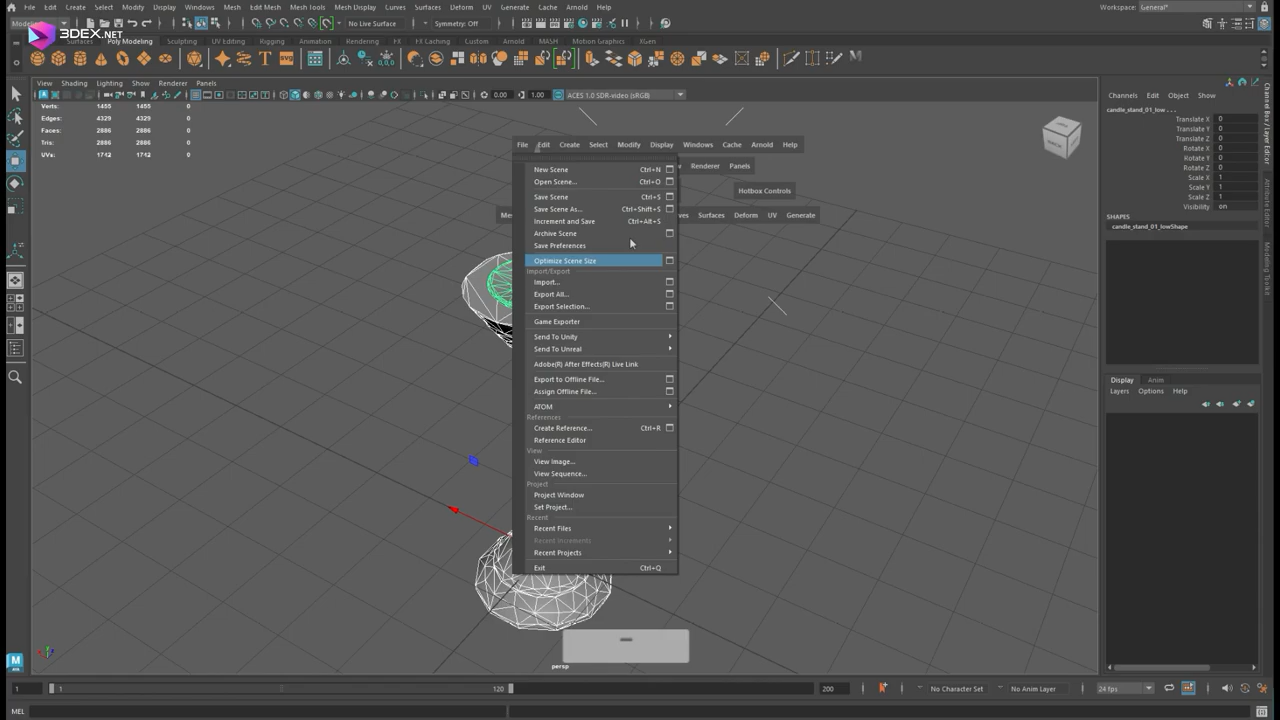 File Edit Create Select Modify Display Windows Mesh Edit Mesh Mesh Tools Mesh Display Curves Surfaces Deform UV Generate Cache Arnold Help
Workspace: General*
3DEX.NET
No Live Surface
Symmetry: Off
Surfaces Poly Modeling Sculpting UV Editing Rigging Animation Rendering FX FX Caching Custom Arnold MASH Motion Graphics XGen
View Shading Lighting Show Renderer Panels
0.00
1.00
ACES 1.0 SDR-video (sRGB)
Verts: 1455 1455 0
Edges: 4329 4329 0
Faces: 2886 2886 0
Tris: 2886 2886 0
UVs: 1742 1742 0
BACK
File Edit Create Select Modify Display Windows Cache Arnold Help
Renderer Panels
Hotbox Controls
Surfaces Deform UV Generate
New Scene Ctrl+N
Open Scene... Ctrl+O
Save Scene Ctrl+S
Save Scene As... Ctrl+Shift+S
Increment and Save Ctrl+Alt+S
Archive Scene
Save Preferences
Optimize Scene Size
Import/Export
Import...
Export All...
Export Selection...
Game Exporter
Send To Unity
Send To Unreal
Adobe(R) After Effects(R) Live Link
Export to Offline File...
Assign Offline File...
ATOM
References
Create Reference... Ctrl+R
Reference Editor
View
View Image...
View Sequence...
Project
Project Window
Set Project...
Recent
Recent Files
Recent Increments
Recent Projects
Exit Ctrl+Q
persp
Channels Edit Object Show
candle_stand_01_low . . .
Translate X 0
Translate Y 0
Translate Z 0
Rotate X 0
Rotate Y 0
Rotate Z 0
Scale X 1
Scale Y 1
Scale Z 1
Visibility on
SHAPES
candle_stand_01_lowShape
Display Anim
Layers Options Help
Channel Box / Layer Editor
Attribute Editor
Modeling Toolkit
1 1 120 200
No Character Set
No Anim Layer
24 fps
MEL